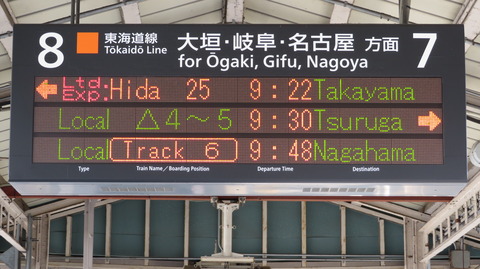 8 東海道線 Tōkaidō Line 大垣・岐阜・名古屋 方面 for Ōgaki, Gifu, Nagoya 7
Ltd. Exp. Hida 25 9:22 Takayama
Local △4～5 9:30 Tsuruga
Local Track 6 9:48 Nagahama
Type Train Name / Boarding Position Departure Time Destination